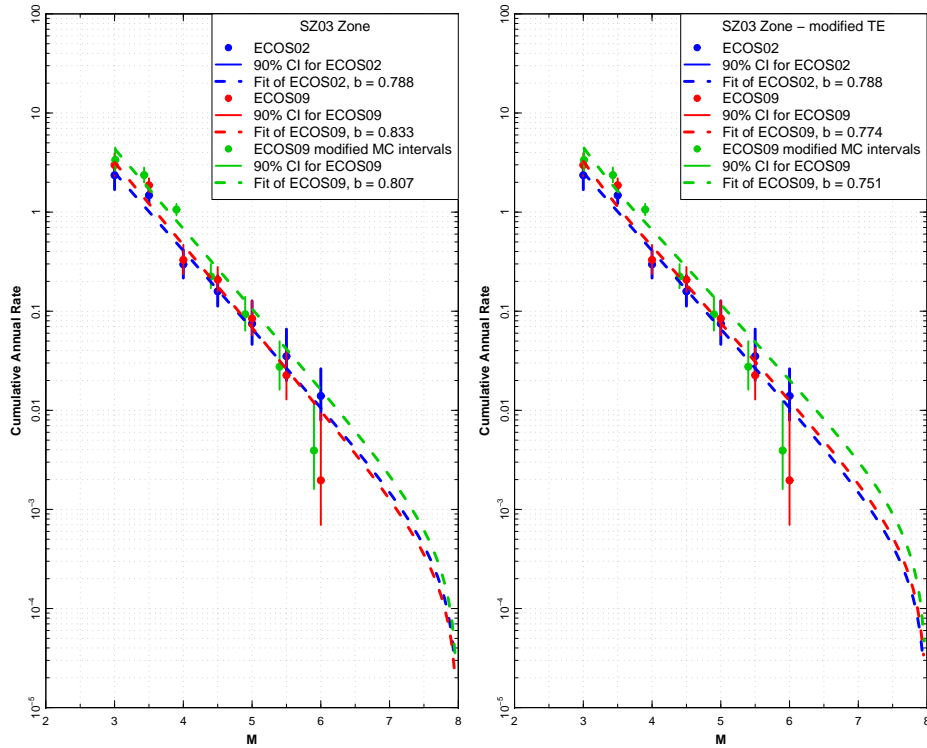 SZ03 Zone
ECOS02
90% CI for ECOS02
Fit of ECOS02, b = 0.788
ECOS09
90% CI for ECOS09
Fit of ECOS09, b = 0.833
ECOS09 modified MC intervals
90% CI for ECOS09
Fit of ECOS09, b = 0.807
Cumulative Annual Rate
100
10
1
0.1
0.01
10⁻³
10⁻⁴
10⁻⁵
2 3 4 5 6 7 8
M
SZ03 Zone – modified TE
ECOS02
90% CI for ECOS02
Fit of ECOS02, b = 0.788
ECOS09
90% CI for ECOS09
Fit of ECOS09, b = 0.774
ECOS09 modified MC intervals
90% CI for ECOS09
Fit of ECOS09, b = 0.751
Cumulative Annual Rate
100
10
1
0.1
0.01
10⁻³
10⁻⁴
10⁻⁵
2 3 4 5 6 7 8
M